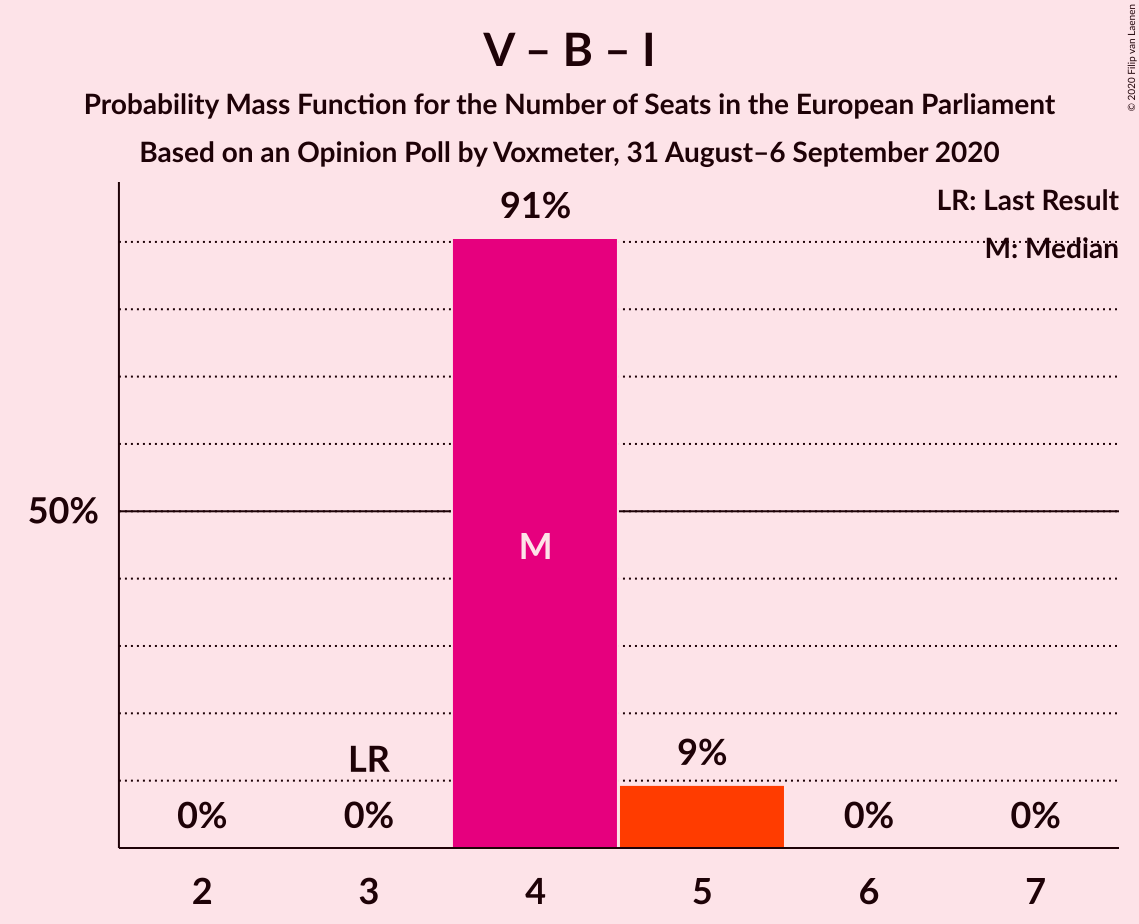 V – B – I
Probability Mass Function for the Number of Seats in the European Parliament
Based on an Opinion Poll by Voxmeter, 31 August–6 September 2020
© 2020 Filip van Laenen
LR: Last Result
M: Median
91%
50%
M
LR
9%
0%
0%
0%
0%
2
3
4
5
6
7